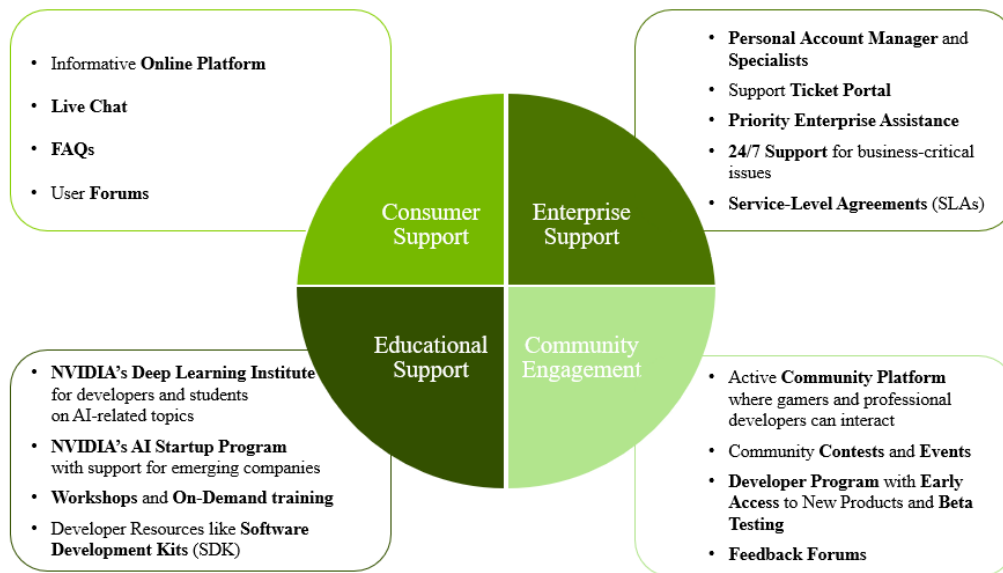 • Informative Online Platform
• Live Chat
• FAQs
• User Forums
• Personal Account Manager and
Specialists
• Support Ticket Portal
• Priority Enterprise Assistance
• 24/7 Support for business-critical
issues
• Service-Level Agreements (SLAs)
Consumer
Support
Enterprise
Support
Educational
Support
Community
Engagement
• NVIDIA's Deep Learning Institute
for developers and students
on AI-related topics
• NVIDIA's AI Startup Program
with support for emerging companies
• Workshops and On-Demand training
• Developer Resources like Software
Development Kits (SDK)
• Active Community Platform
where gamers and professional
developers can interact
• Community Contests and Events
• Developer Program with Early
Access to New Products and Beta
Testing
• Feedback Forums